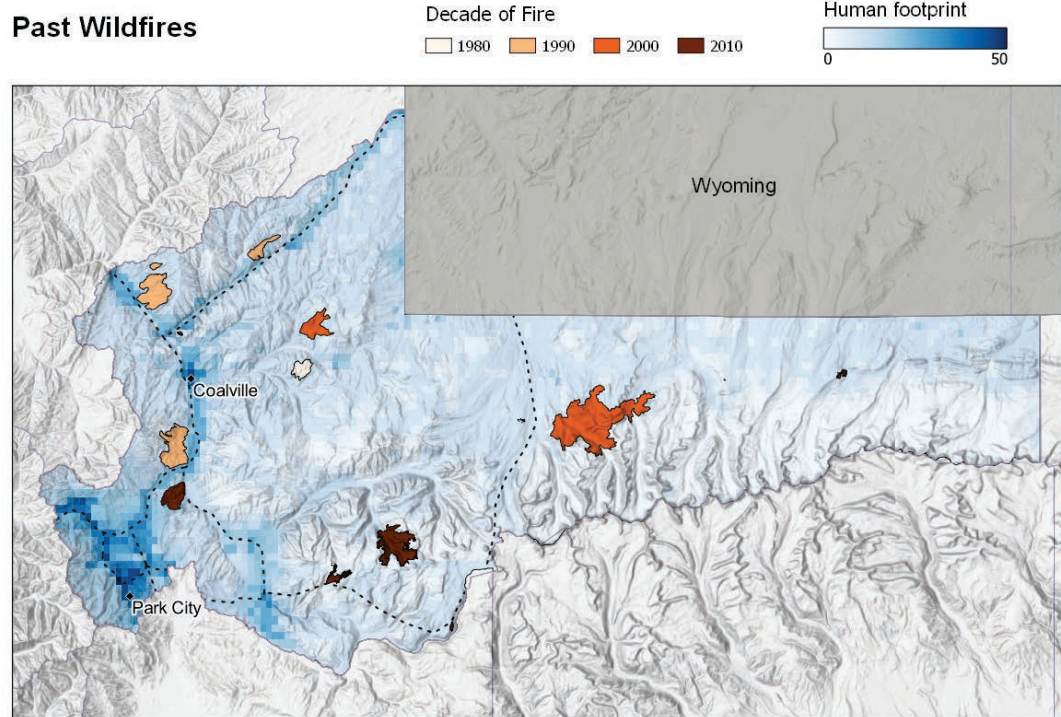 Past Wildfires
Decade of Fire
1980 1990 2000 2010
Human footprint
0 50
Wyoming
Coalville
Park City